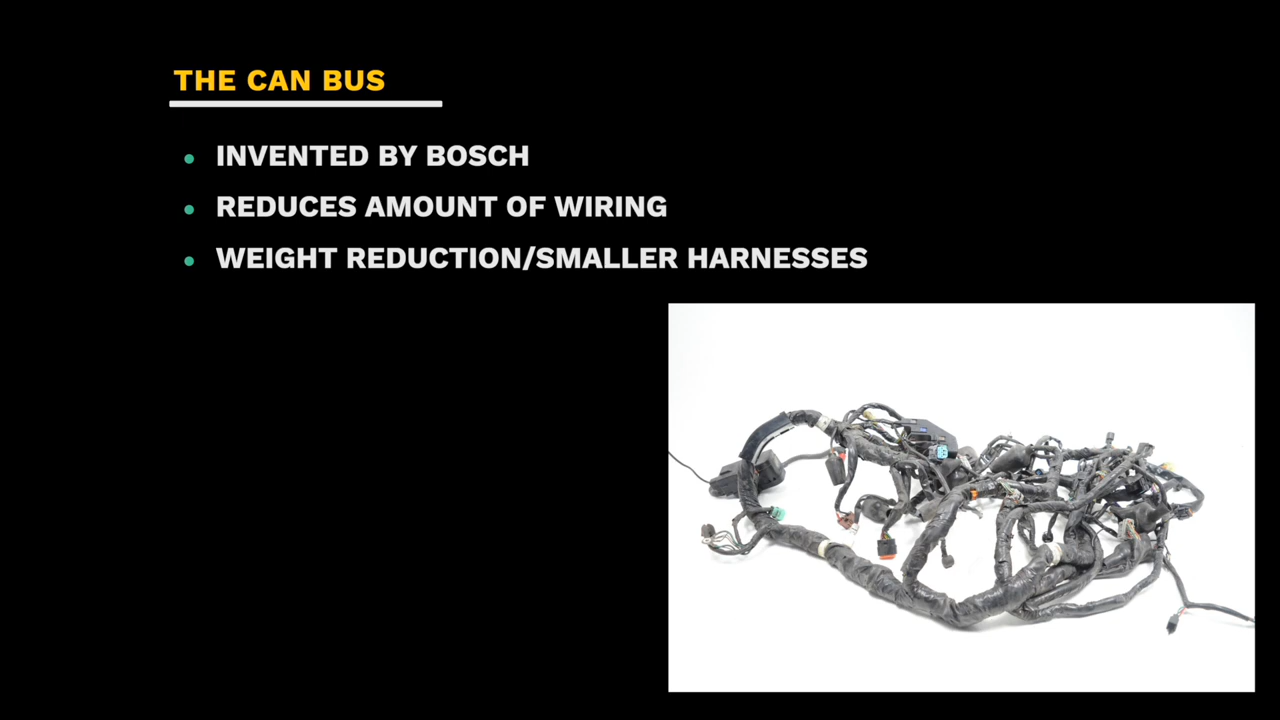 THE CAN BUS
INVENTED BY BOSCH
REDUCES AMOUNT OF WIRING
WEIGHT REDUCTION/SMALLER HARNESSES